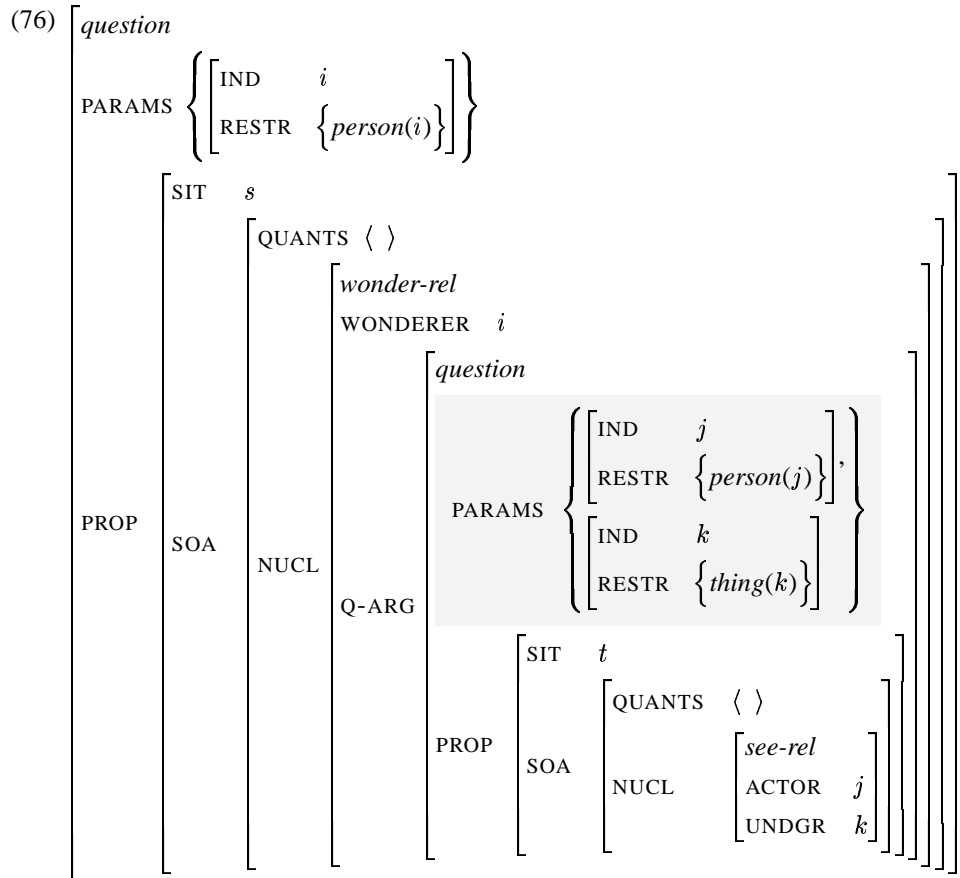 (76)
question
PARAMS { [ IND i
RESTR {person(i)} ] }
SIT s
QUANTS ⟨ ⟩
wonder-rel
WONDERER i
question
IND j
RESTR {person(j)} ,
PARAMS
IND k
RESTR {thing(k)}
PROP
SOA
NUCL
Q-ARG
SIT t
QUANTS ⟨ ⟩
PROP
see-rel
SOA
NUCL
ACTOR j
UNDGR k